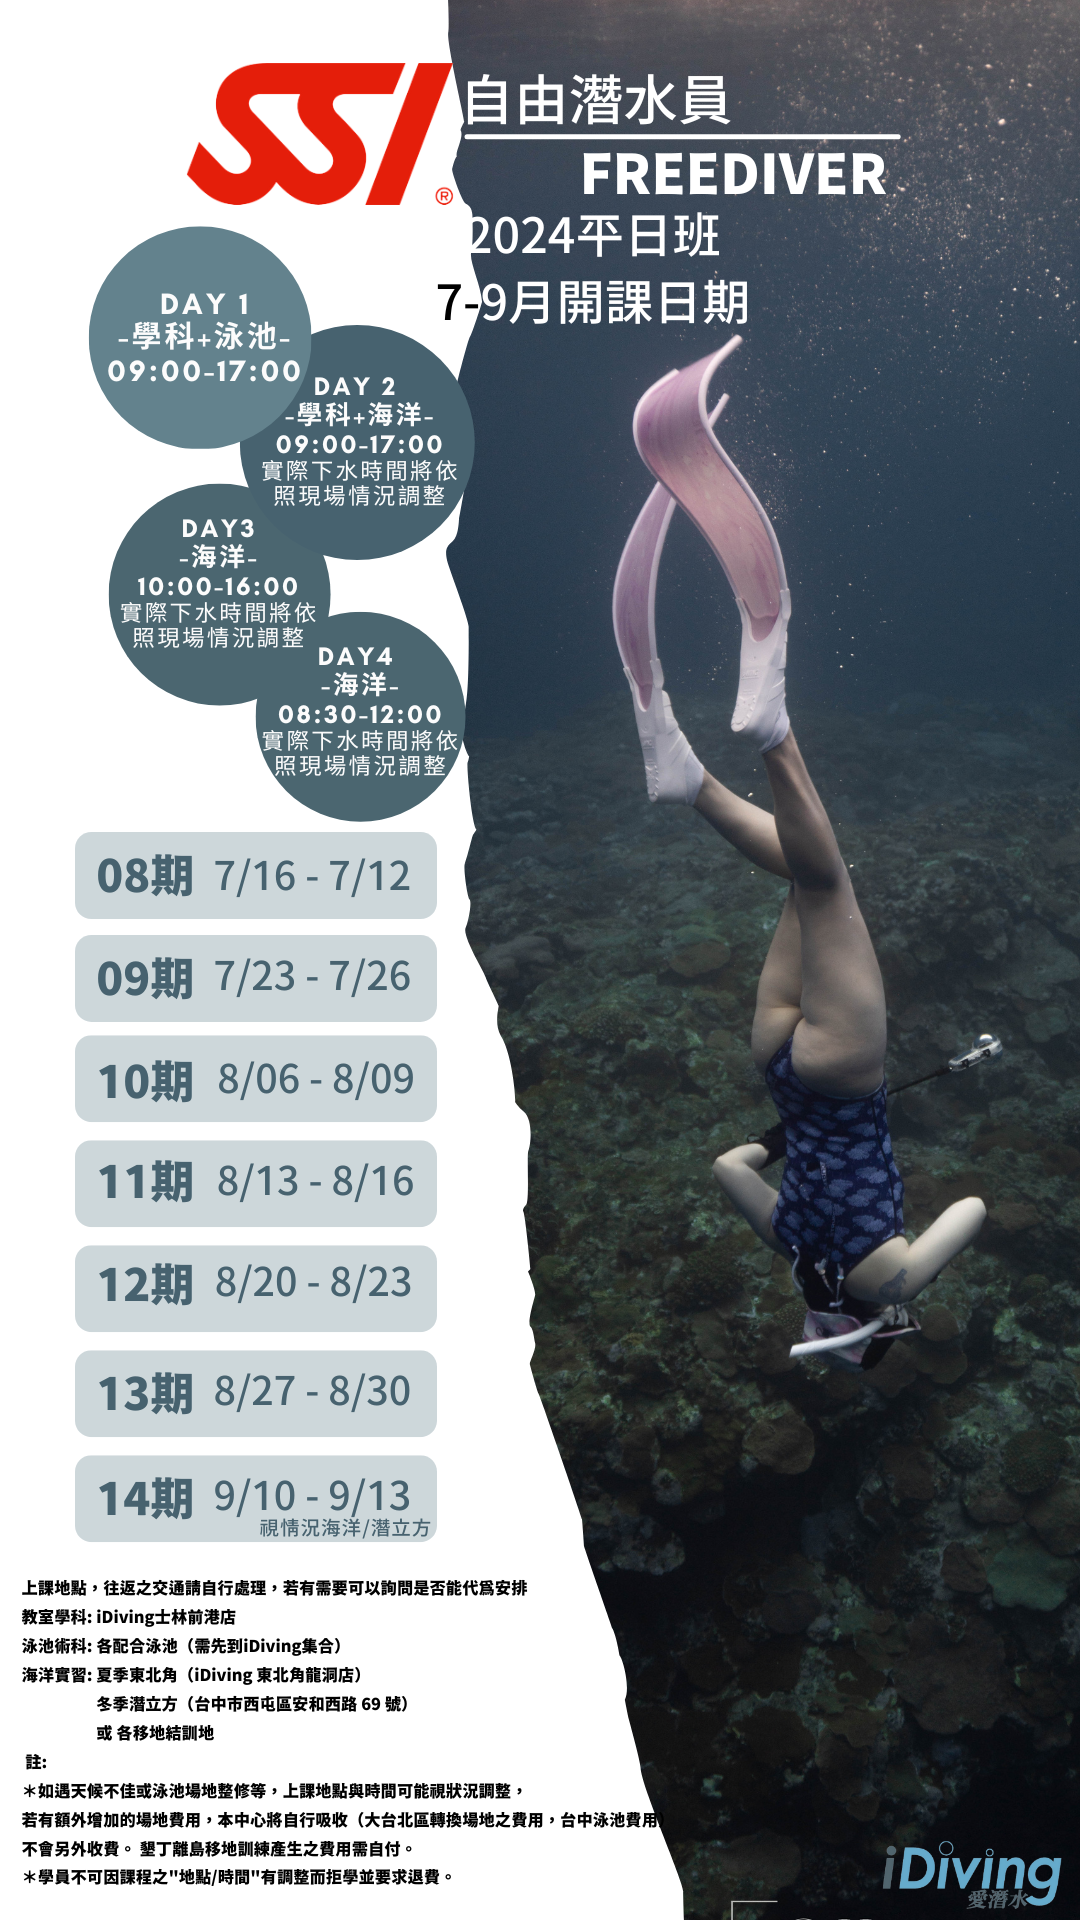 SSI®
自由潛水員
FREEDIVER
2024平日班
7-9月開課日期
DAY 1
-學科+泳池-
09:00-17:00
DAY 2
-學科+海洋-
09:00-17:00
實際下水時間將依
照現場情況調整
DAY3
-海洋-
10:00-16:00
實際下水時間將依
照現場情況調整
DAY4
-海洋-
08:30-12:00
實際下水時間將依
照現場情況調整
08期 7/16 - 7/12
09期 7/23 - 7/26
10期 8/06 - 8/09
11期 8/13 - 8/16
12期 8/20 - 8/23
13期 8/27 - 8/30
14期 9/10 - 9/13
視情況海洋/潛立方
上課地點，往返之交通請自行處理，若有需要可以詢問是否能代為安排
教室學科: iDiving士林前港店
泳池術科: 各配合泳池（需先到iDiving集合）
海洋實習: 夏季東北角（iDiving 東北角龍洞店）
冬季潛立方（台中市西屯區安和西路 69 號）
或 各移地結訓地
註:
＊如遇天候不佳或泳池場地整修等，上課地點與時間可能視狀況調整，
若有額外增加的場地費用，本中心將自行吸收（大台北區轉換場地之費用，台中泳池費用）
不會另外收費。 墾丁離島移地訓練產生之費用需自付。
＊學員不可因課程之"地點/時間"有調整而拒學並要求退費。
iDiving
愛潛水